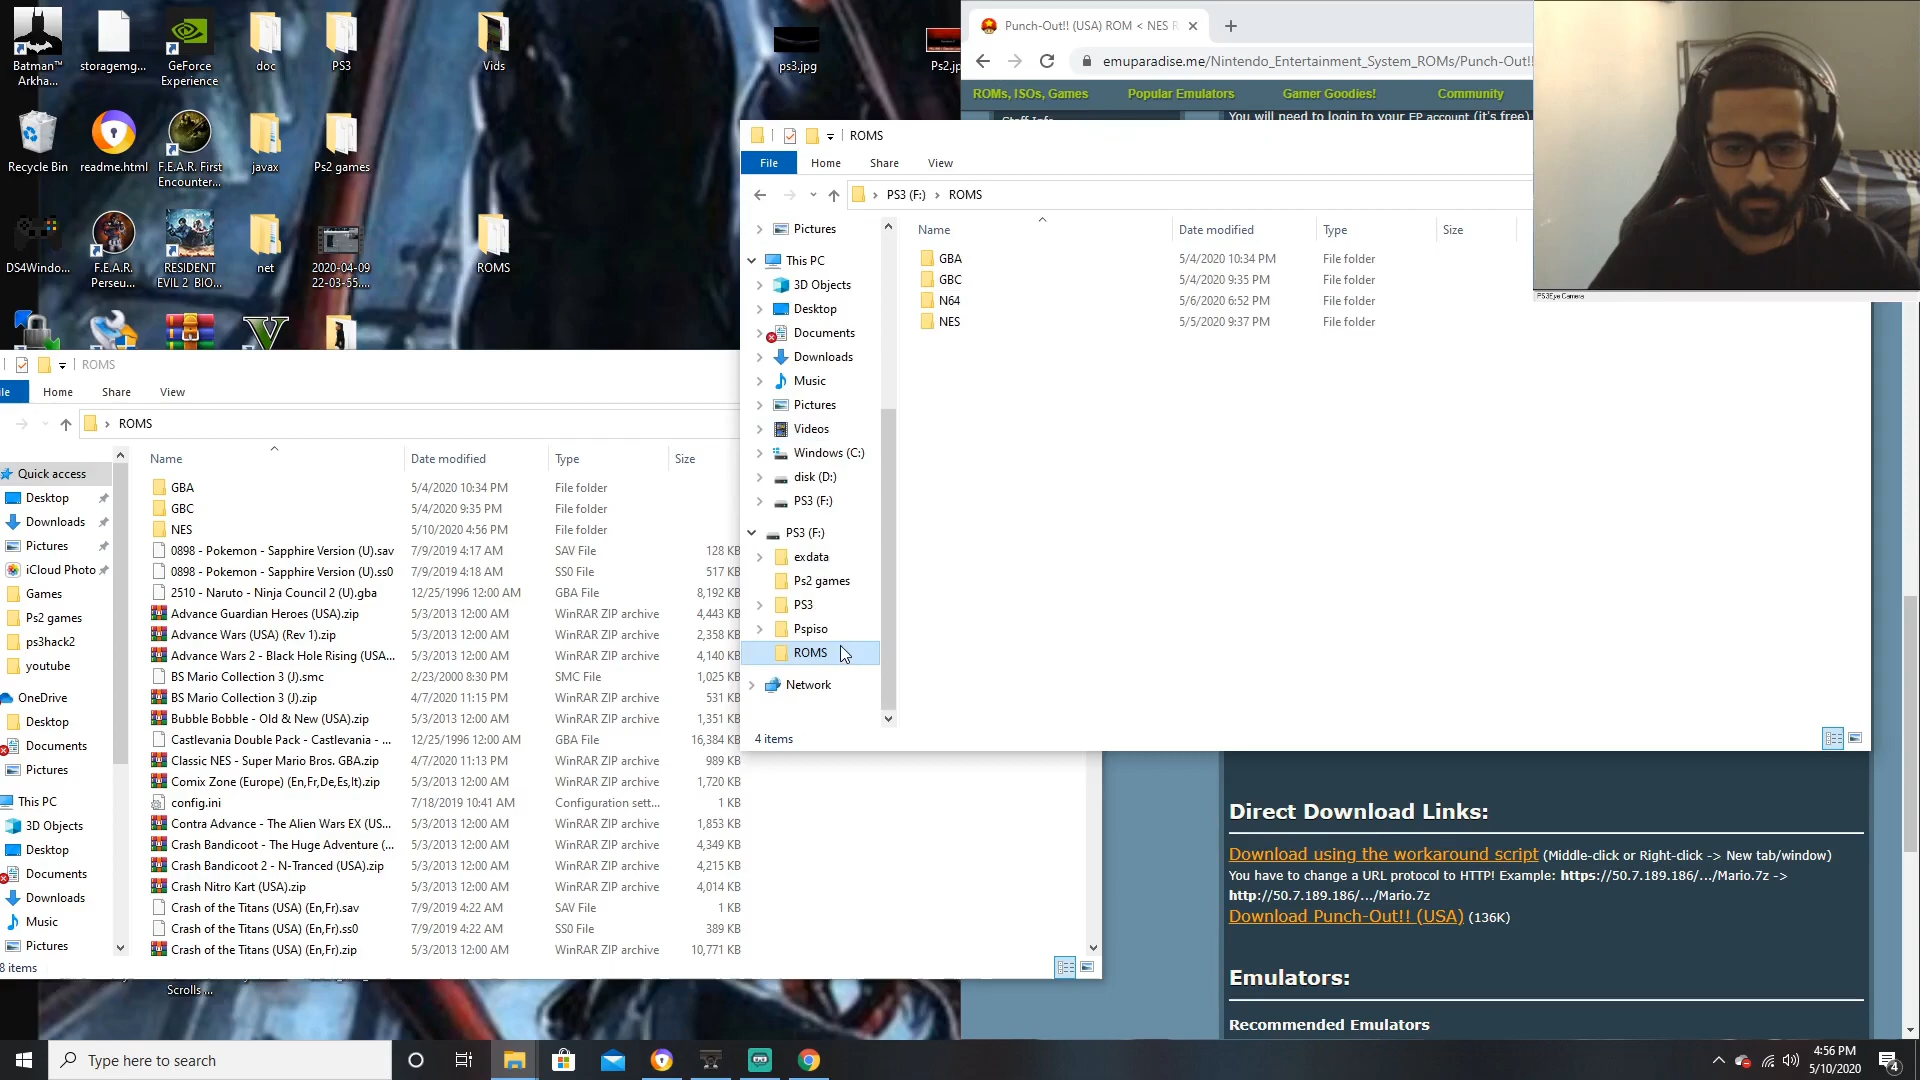 Batman™
Arkha...
storagemg...
GeForce
Experience
doc
PS3
Vids
ps3.jpg
Ps2.jp
Recycle Bin
readme.html
F.E.A.R. First
Encounter...
javax
Ps2 games
DS4Windo...
F.E.A.R.
Perseu...
RESIDENT
EVIL 2 BIO...
net
2020-04-09
22-03-55....
ROMS
Punch-Out!! (USA) ROM < NES R
emuparadise.me/Nintendo_Entertainment_System_ROMs/Punch-Out!!
ROMs, ISOs, Games
Popular Emulators
Gamer Goodies!
Community
Staff Info
You will need to login to your EP account (it's free)
PS3Eye Camera
ROMS
File
Home
Share
View
PS3 (F:) › ROMS
Name
Date modified
Type
Size
GBA 5/4/2020 10:34 PM File folder
GBC 5/4/2020 9:35 PM File folder
N64 5/6/2020 6:52 PM File folder
NES 5/5/2020 9:37 PM File folder
Pictures
This PC
3D Objects
Desktop
Documents
Downloads
Music
Pictures
Videos
Windows (C:)
disk (D:)
PS3 (F:)
PS3 (F:)
exdata
Ps2 games
PS3
Pspiso
ROMS
Network
4 items
ROMS
ile
Home
Share
View
ROMS
Name
Date modified
Type
Size
Quick access
Desktop
Downloads
Pictures
iCloud Photo
Games
Ps2 games
ps3hack2
youtube
OneDrive
Desktop
Documents
Pictures
This PC
3D Objects
Desktop
Documents
Downloads
Music
Pictures
8 items
GBA 5/4/2020 10:34 PM File folder
GBC 5/4/2020 9:35 PM File folder
NES 5/10/2020 4:56 PM File folder
0898 - Pokemon - Sapphire Version (U).sav 7/9/2019 4:17 AM SAV File 128 KB
0898 - Pokemon - Sapphire Version (U).ss0 7/9/2019 4:18 AM SS0 File 517 KB
2510 - Naruto - Ninja Council 2 (U).gba 12/25/1996 12:00 AM GBA File 8,192 KB
Advance Guardian Heroes (USA).zip 5/3/2013 12:00 AM WinRAR ZIP archive 4,443 KB
Advance Wars (USA) (Rev 1).zip 5/3/2013 12:00 AM WinRAR ZIP archive 2,358 KB
Advance Wars 2 - Black Hole Rising (USA... 5/3/2013 12:00 AM WinRAR ZIP archive 4,140 KB
BS Mario Collection 3 (J).smc 2/23/2000 8:30 PM SMC File 1,025 KB
BS Mario Collection 3 (J).zip 4/7/2020 11:15 PM WinRAR ZIP archive 531 KB
Bubble Bobble - Old & New (USA).zip 5/3/2013 12:00 AM WinRAR ZIP archive 1,351 KB
Castlevania Double Pack - Castlevania - ... 12/25/1996 12:00 AM GBA File 16,384 KB
Classic NES - Super Mario Bros. GBA.zip 4/7/2020 11:13 PM WinRAR ZIP archive 989 KB
Comix Zone (Europe) (En,Fr,De,Es,It).zip 5/3/2013 12:00 AM WinRAR ZIP archive 1,720 KB
config.ini 7/18/2019 10:41 AM Configuration sett... 1 KB
Contra Advance - The Alien Wars EX (US... 5/3/2013 12:00 AM WinRAR ZIP archive 1,853 KB
Crash Bandicoot - The Huge Adventure (... 5/3/2013 12:00 AM WinRAR ZIP archive 4,349 KB
Crash Bandicoot 2 - N-Tranced (USA).zip 5/3/2013 12:00 AM WinRAR ZIP archive 4,215 KB
Crash Nitro Kart (USA).zip 5/3/2013 12:00 AM WinRAR ZIP archive 4,014 KB
Crash of the Titans (USA) (En,Fr).sav 7/9/2019 4:22 AM SAV File 1 KB
Crash of the Titans (USA) (En,Fr).ss0 7/9/2019 4:22 AM SS0 File 389 KB
Crash of the Titans (USA) (En,Fr).zip 5/3/2013 12:00 AM WinRAR ZIP archive 10,771 KB
Scrolls ...
Direct Download Links:
Download using the workaround script (Middle-click or Right-click -> New tab/window)
You have to change a URL protocol to HTTP! Example: https://50.7.189.186/.../Mario.7z ->
http://50.7.189.186/.../Mario.7z
Download Punch-Out!! (USA) (136K)
Emulators:
Recommended Emulators
Type here to search
4:56 PM
5/10/2020
4